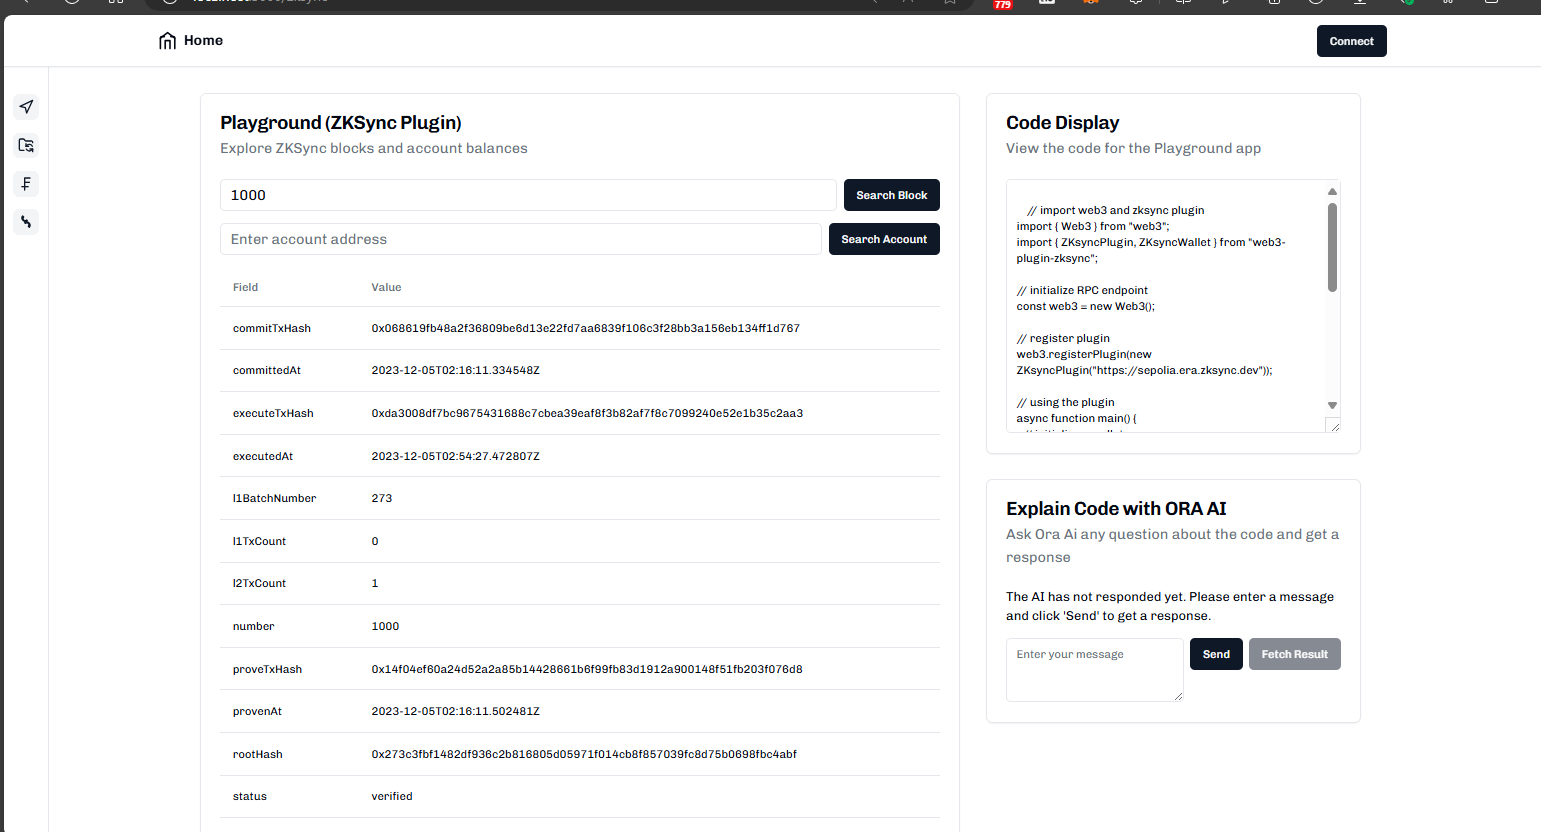 779
Home
Connect
Playground (ZKSync Plugin)
Explore ZKSync blocks and account balances
1000
Search Block
Enter account address
Search Account
Field Value
commitTxHash 0x068619fb48a2f36809be6d13e22fd7aa6839f106c3f28bb3a156eb134ff1d767
committedAt 2023-12-05T02:16:11.334548Z
executeTxHash 0xda3008df7bc9675431688c7cbea39eaf8f3b82af7f8c7099240e52e1b35c2aa3
executedAt 2023-12-05T02:54:27.472807Z
l1BatchNumber 273
l1TxCount 0
l2TxCount 1
number 1000
proveTxHash 0x14f04ef60a24d52a2a85b14428661b6f99fb83d1912a900148f51fb203f076d8
provenAt 2023-12-05T02:16:11.502481Z
rootHash 0x273c3fbf1482df936c2b816805d05971f014cb8f857039fc8d75b0698fbc4abf
status verified
Code Display
View the code for the Playground app
// import web3 and zksync plugin
import { Web3 } from "web3";
import { ZKsyncPlugin, ZKsyncWallet } from "web3-
plugin-zksync";
// initialize RPC endpoint
const web3 = new Web3();
// register plugin
web3.registerPlugin(new
ZKsyncPlugin("https://sepolia.era.zksync.dev"));
// using the plugin
async function main() {
Explain Code with ORA AI
Ask Ora Ai any question about the code and get a
response
The AI has not responded yet. Please enter a message
and click 'Send' to get a response.
Enter your message
Send
Fetch Result